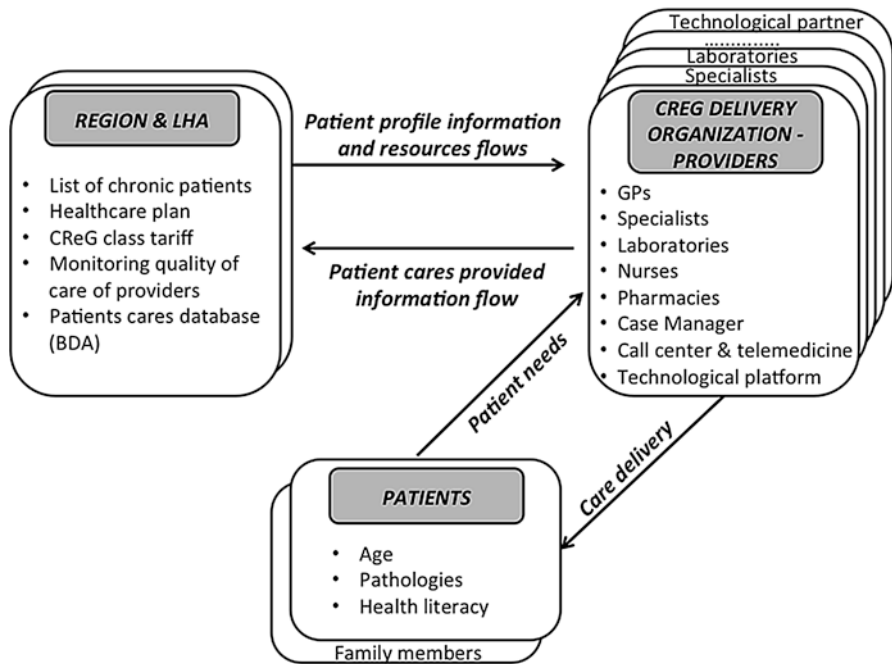 REGION & LHA
• List of chronic patients
• Healthcare plan
• CReG class tariff
• Monitoring quality of
care of providers
• Patients cares database
(BDA)
Patient profile information
and resources flows
Patient cares provided
information flow
Technological partner
..............
Laboratories
Specialists
CREG DELIVERY
ORGANIZATION -
PROVIDERS
• GPs
• Specialists
• Laboratories
• Nurses
• Pharmacies
• Case Manager
• Call center & telemedicine
• Technological platform
Patient needs
Care delivery
PATIENTS
• Age
• Pathologies
• Health literacy
Family members